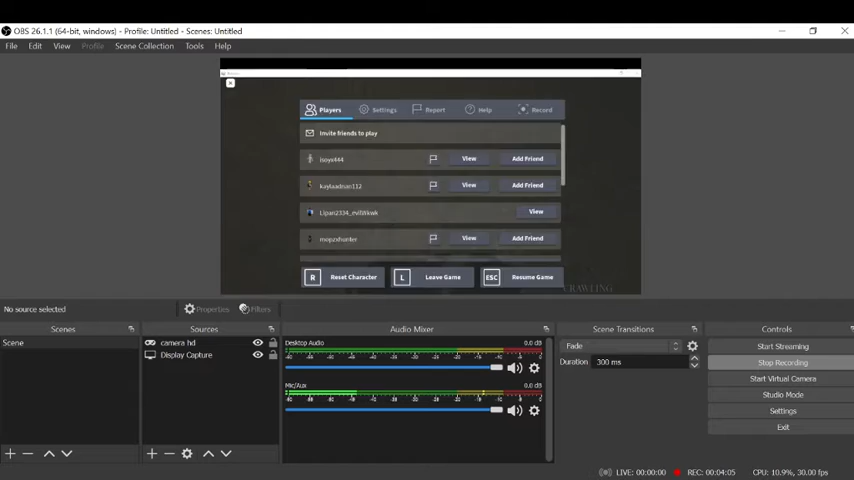 OBS 26.1.1 (64-bit, windows) - Profile: Untitled - Scenes: Untitled
File Edit View Profile Scene Collection Tools Help
Players Settings Report Help Record
Invite friends to play
isoyx444 View Add Friend
kaylaadnan112 View Add Friend
View
mopzxhunter View Add Friend
R Reset Character L Leave Game ESC Resume Game
CRAWLING
No source selected Properties Filters
Scenes Sources Audio Mixer Scene Transitions Controls
Scene
camera hd
Display Capture
Desktop Audio 0.0 dB
Mic/Aux 0.0 dB
Fade
Duration 300 ms
Start Streaming
Stop Recording
Start Virtual Camera
Studio Mode
Settings
Exit
LIVE: 00:00:00 REC: 00:04:05 CPU: 10.9%, 30.00 fps